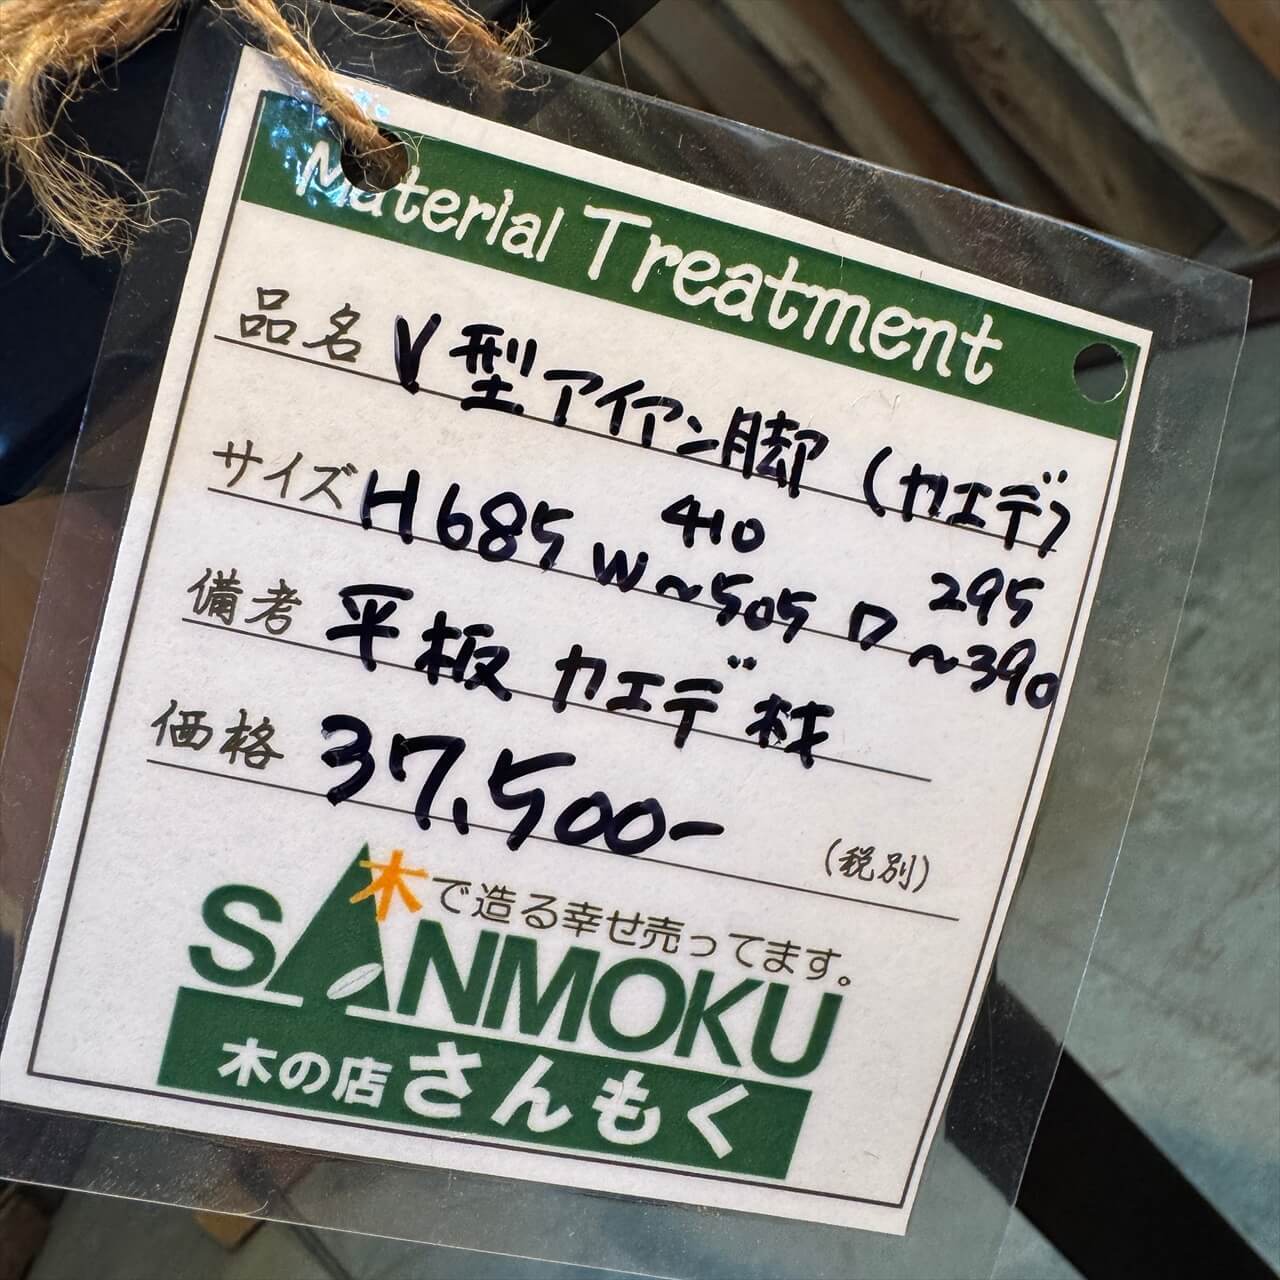 Material Treatment
品名 V型アイアン脚（カエデ）
サイズ H685 W410～505 D295～390
備考 平板 カエデ材
価格 37,500-（税別）
木で造る幸せ売ってます。
SANMOKU
木の店さんもく